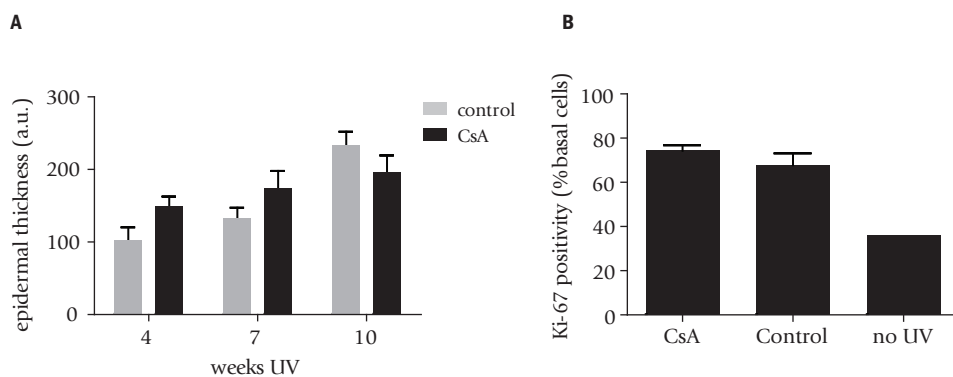 A
epidermal thickness (a.u.)
300
200
100
0
4 7 10
weeks UV
control
CsA
B
Ki-67 positivity (%basal cells)
100
80
60
40
20
0
CsA Control no UV